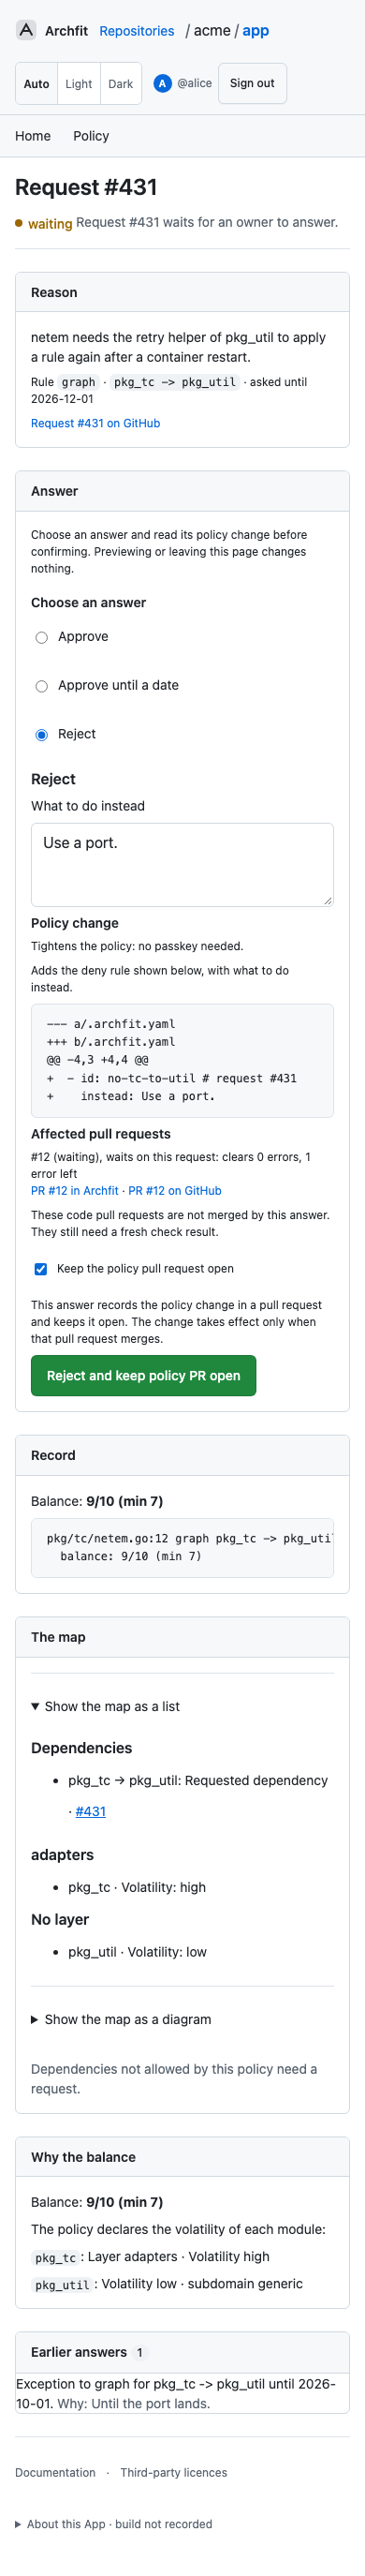 Archfit Repositories / acme / app
Auto Light Dark A @alice Sign out
Home Policy
Request #431
waiting Request #431 waits for an owner to answer.
Reason
netem needs the retry helper of pkg_util to apply
a rule again after a container restart.
Rule graph · pkg_tc -> pkg_util · asked until
2026-12-01
Request #431 on GitHub
Answer
Choose an answer and read its policy change before
confirming. Previewing or leaving this page changes
nothing.
Choose an answer
Approve
Approve until a date
Reject
Reject
What to do instead
Use a port.
Policy change
Tightens the policy: no passkey needed.
Adds the deny rule shown below, with what to do
instead.
--- a/.archfit.yaml
+++ b/.archfit.yaml
@@ -4,3 +4,4 @@
+  - id: no-tc-to-util # request #431
+    instead: Use a port.
Affected pull requests
#12 (waiting), waits on this request: clears 0 errors, 1
error left
PR #12 in Archfit · PR #12 on GitHub
These code pull requests are not merged by this answer.
They still need a fresh check result.
Keep the policy pull request open
This answer records the policy change in a pull request
and keeps it open. The change takes effect only when
that pull request merges.
Reject and keep policy PR open
Record
Balance: 9/10 (min 7)
pkg/tc/netem.go:12 graph pkg_tc -> pkg_util
balance: 9/10 (min 7)
The map
Show the map as a list
Dependencies
• pkg_tc → pkg_util: Requested dependency
· #431
adapters
• pkg_tc · Volatility: high
No layer
• pkg_util · Volatility: low
Show the map as a diagram
Dependencies not allowed by this policy need a
request.
Why the balance
Balance: 9/10 (min 7)
The policy declares the volatility of each module:
pkg_tc: Layer adapters · Volatility high
pkg_util: Volatility low · subdomain generic
Earlier answers 1
Exception to graph for pkg_tc -> pkg_util until 2026-
10-01. Why: Until the port lands.
Documentation · Third-party licences
About this App · build not recorded